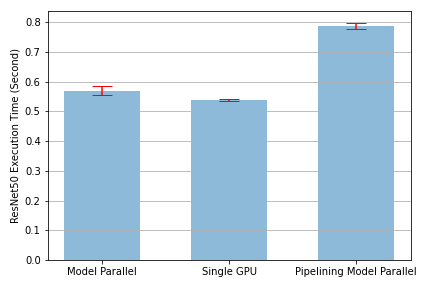 ResNet50 Execution Time (Second)
0.8
0.7
0.6
0.5
0.4
0.3
0.2
0.1
0.0
Model Parallel
Single GPU
Pipelining Model Parallel